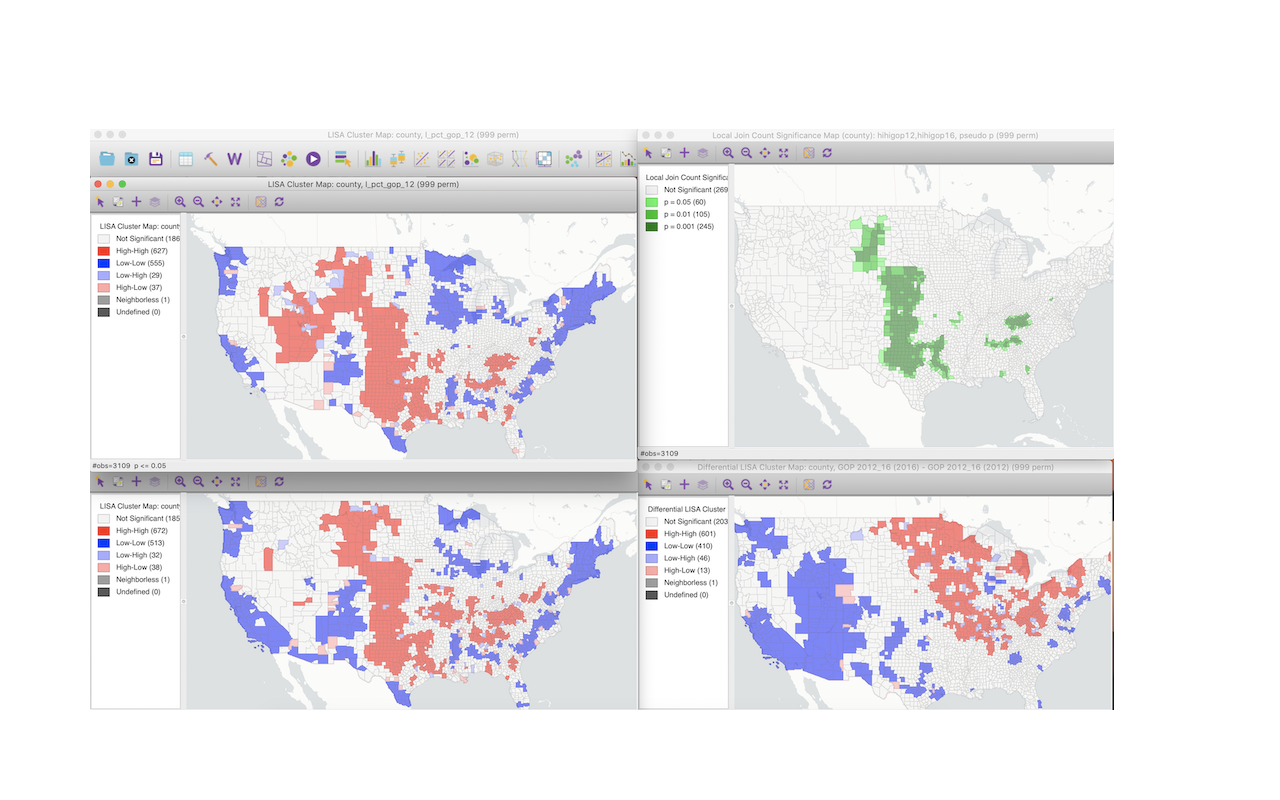 LISA Cluster Map: county, I_pct_gop_12 (999 perm)
W
LISA Cluster Map: county, I_pct_gop_12 (999 perm)
LISA Cluster Map: count
Not Significant (186
High-High (627)
Low-Low (555)
Low-High (29)
High-Low (37)
Neighborless (1)
Undefined (0)
#obs=3109 p <= 0.05
LISA Cluster Map: count
Not Significant (185
High-High (672)
Low-Low (513)
Low-High (32)
High-Low (38)
Neighborless (1)
Undefined (0)
Local Join Count Significance Map (county): hihigop12,hihigop16, pseudo p (999 perm)
Local Join Count Significa
Not Significant (269
p = 0.05 (60)
p = 0.01 (105)
p = 0.001 (245)
#obs=3109
Differential LISA Cluster Map: county, GOP 2012_16 (2016) - GOP 2012_16 (2012) (999 perm)
Differential LISA Cluster
Not Significant (203
High-High (601)
Low-Low (410)
Low-High (46)
High-Low (13)
Neighborless (1)
Undefined (0)